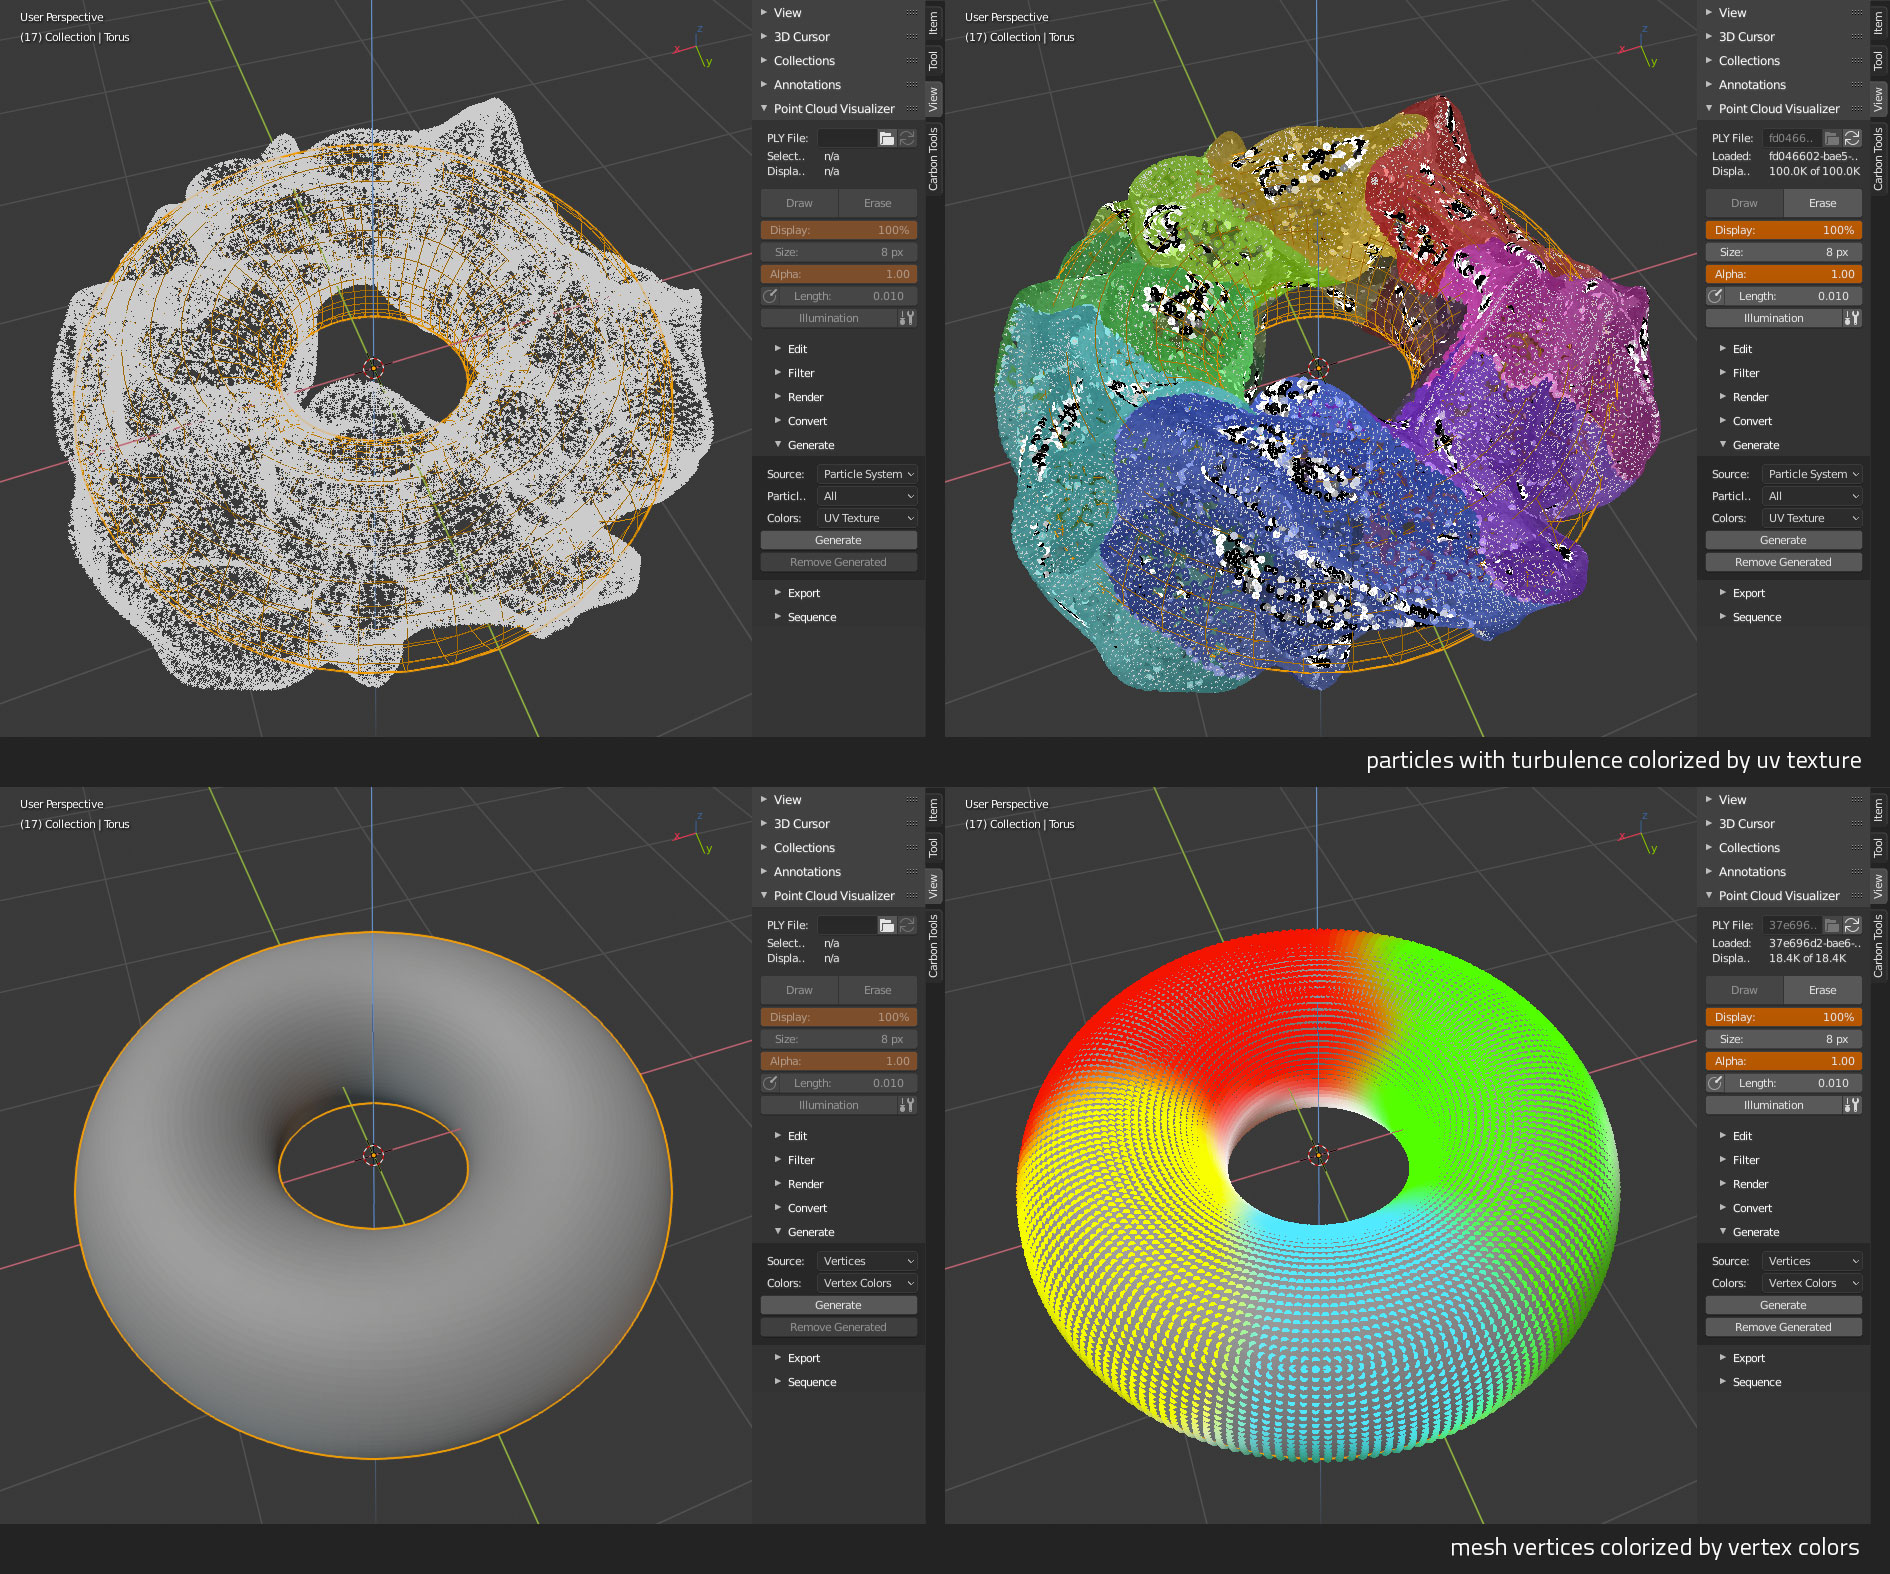 User Perspective
(17) Collection | Torus
z
x
y
View
3D Cursor
Collections
Annotations
Point Cloud Visualizer
PLY File:
Select.. n/a
Displa.. n/a
Draw Erase
Display: 100%
Size: 8 px
Alpha: 1.00
Length: 0.010
Illumination
Edit
Filter
Render
Convert
Generate
Source: Particle System
Particl.. All
Colors: UV Texture
Generate
Remove Generated
Export
Sequence
Item
Tool
View
Carbon Tools
User Perspective
(17) Collection | Torus
z
x
y
View
3D Cursor
Collections
Annotations
Point Cloud Visualizer
PLY File: fd0466..
Loaded: fd046602-bae5-..
Displa.. 100.0K of 100.0K
Draw Erase
Display: 100%
Size: 8 px
Alpha: 1.00
Length: 0.010
Illumination
Edit
Filter
Render
Convert
Generate
Source: Particle System
Particl.. All
Colors: UV Texture
Generate
Remove Generated
Export
Sequence
Item
Tool
View
Carbon Tools
particles with turbulence colorized by uv texture
User Perspective
(17) Collection | Torus
z
x
y
View
3D Cursor
Collections
Annotations
Point Cloud Visualizer
PLY File:
Select.. n/a
Displa.. n/a
Draw Erase
Display: 100%
Size: 8 px
Alpha: 1.00
Length: 0.010
Illumination
Edit
Filter
Render
Convert
Generate
Source: Vertices
Colors: Vertex Colors
Generate
Remove Generated
Export
Sequence
Item
Tool
View
Carbon Tools
User Perspective
(17) Collection | Torus
z
x
y
View
3D Cursor
Collections
Annotations
Point Cloud Visualizer
PLY File: 37e696..
Loaded: 37e696d2-bae6-..
Displa.. 18.4K of 18.4K
Draw Erase
Display: 100%
Size: 8 px
Alpha: 1.00
Length: 0.010
Illumination
Edit
Filter
Render
Convert
Generate
Source: Vertices
Colors: Vertex Colors
Generate
Remove Generated
Export
Sequence
Item
Tool
View
Carbon Tools
mesh vertices colorized by vertex colors